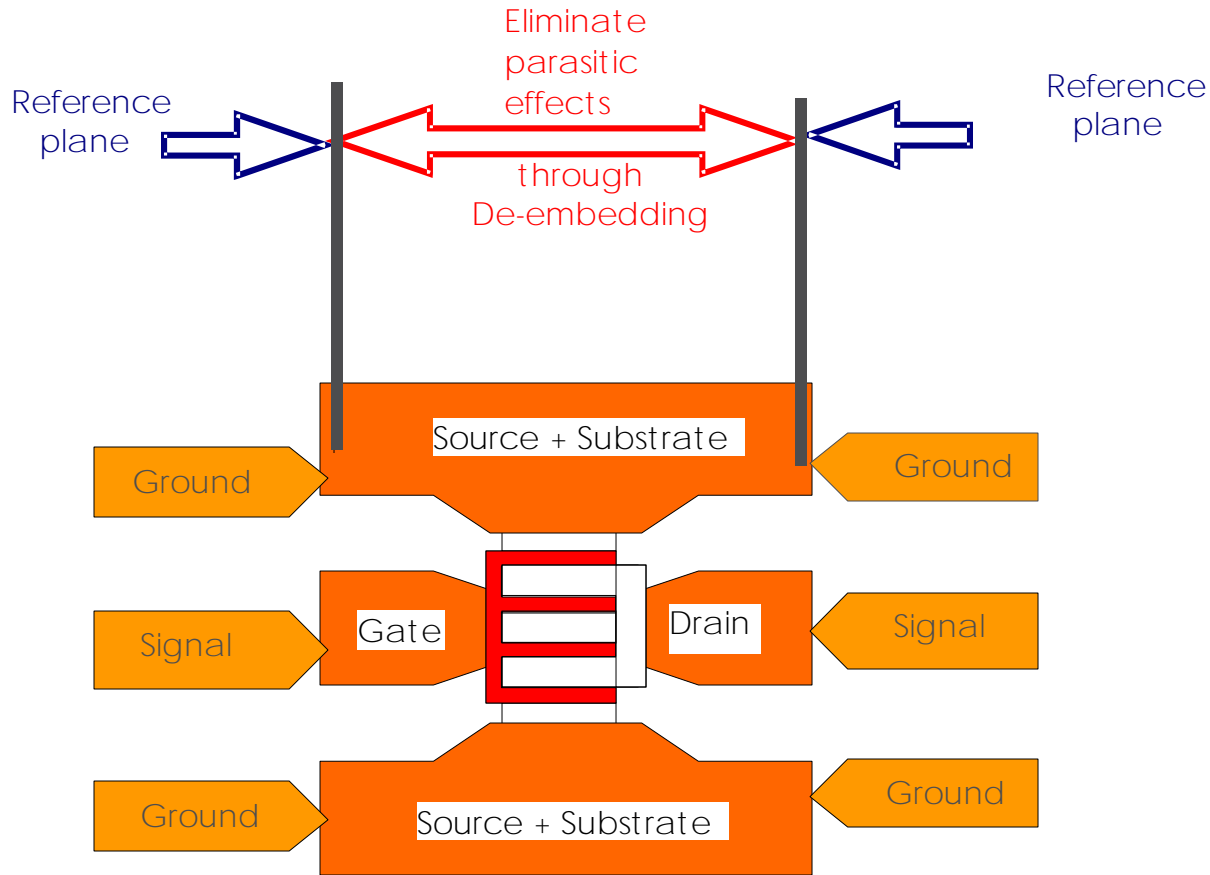 Eliminate
parasitic
effects
Reference
plane
Reference
plane
through
De-embedding
Source + Substrate
Ground
Ground
Gate
Drain
Signal
Signal
Ground
Ground
Source + Substrate